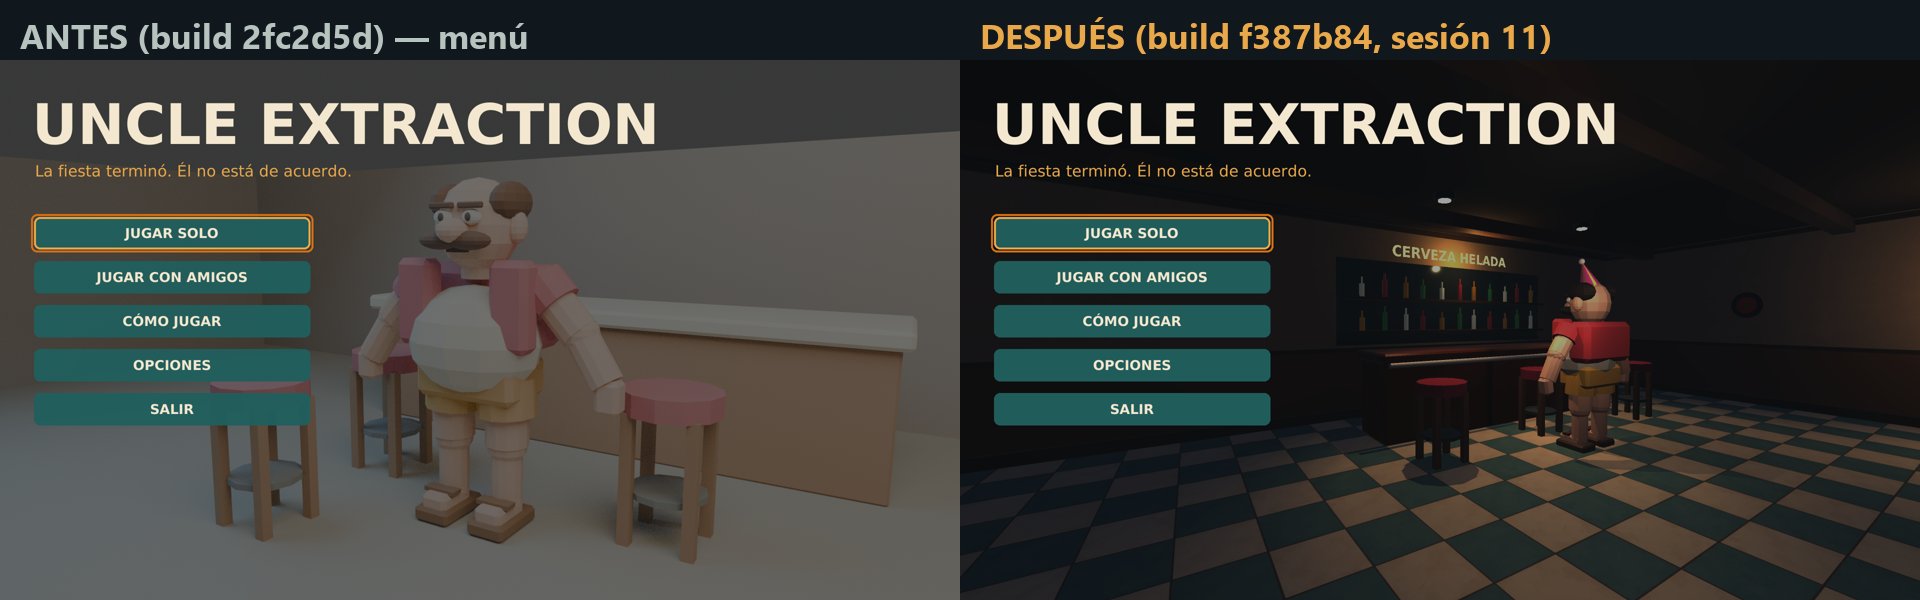 ANTES (build 2fc2d5d) — menú
UNCLE EXTRACTION
La fiesta terminó. Él no está de acuerdo.
JUGAR SOLO
JUGAR CON AMIGOS
CÓMO JUGAR
OPCIONES
SALIR
DESPUÉS (build f387b84, sesión 11)
UNCLE EXTRACTION
La fiesta terminó. Él no está de acuerdo.
JUGAR SOLO
JUGAR CON AMIGOS
CÓMO JUGAR
OPCIONES
SALIR
CERVEZA HELADA